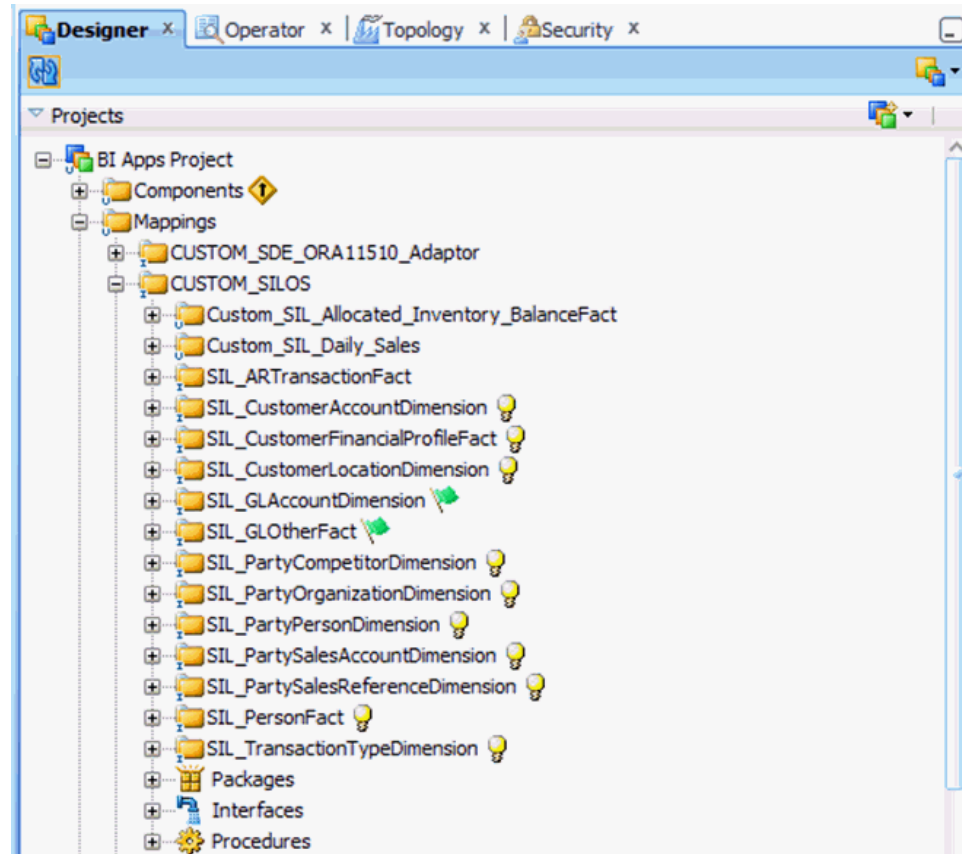 Designer x Operator x Topology x Security x
Projects
BI Apps Project
Components
Mappings
CUSTOM_SDE_ORA11510_Adaptor
CUSTOM_SILOS
Custom_SIL_Allocated_Inventory_BalanceFact
Custom_SIL_Daily_Sales
SIL_ARTransactionFact
SIL_CustomerAccountDimension
SIL_CustomerFinancialProfileFact
SIL_CustomerLocationDimension
SIL_GLAccountDimension
SIL_GLOtherFact
SIL_PartyCompetitorDimension
SIL_PartyOrganizationDimension
SIL_PartyPersonDimension
SIL_PartySalesAccountDimension
SIL_PartySalesReferenceDimension
SIL_PersonFact
SIL_TransactionTypeDimension
Packages
Interfaces
Procedures